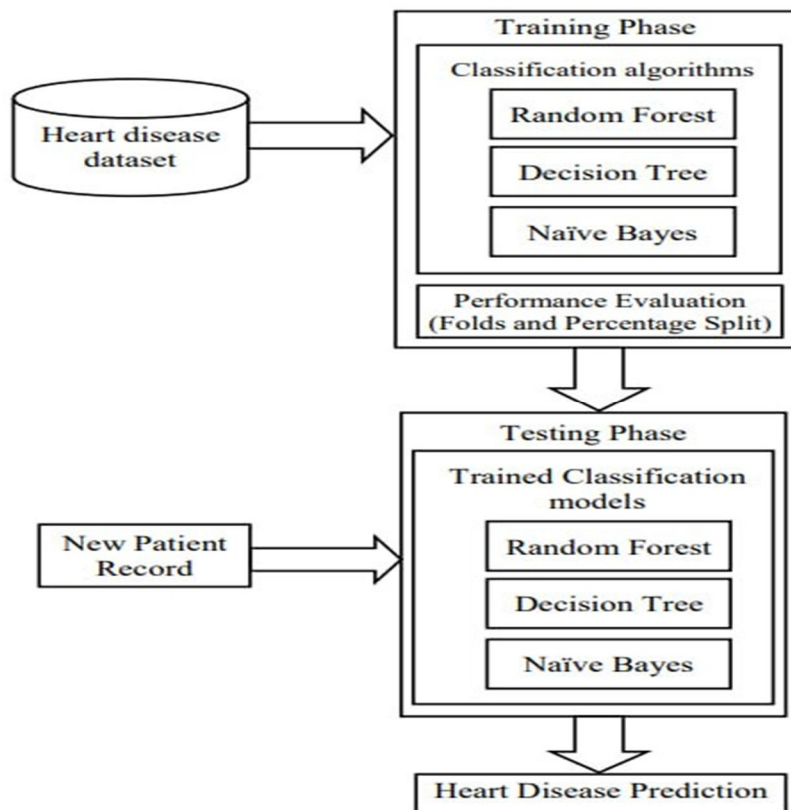 Training Phase
Classification algorithms
Heart disease
dataset
Random Forest
Decision Tree
Naïve Bayes
Performance Evaluation
(Folds and Percentage Split)
Testing Phase
Trained Classification
models
New Patient
Record
Random Forest
Decision Tree
Naïve Bayes
Heart Disease Prediction